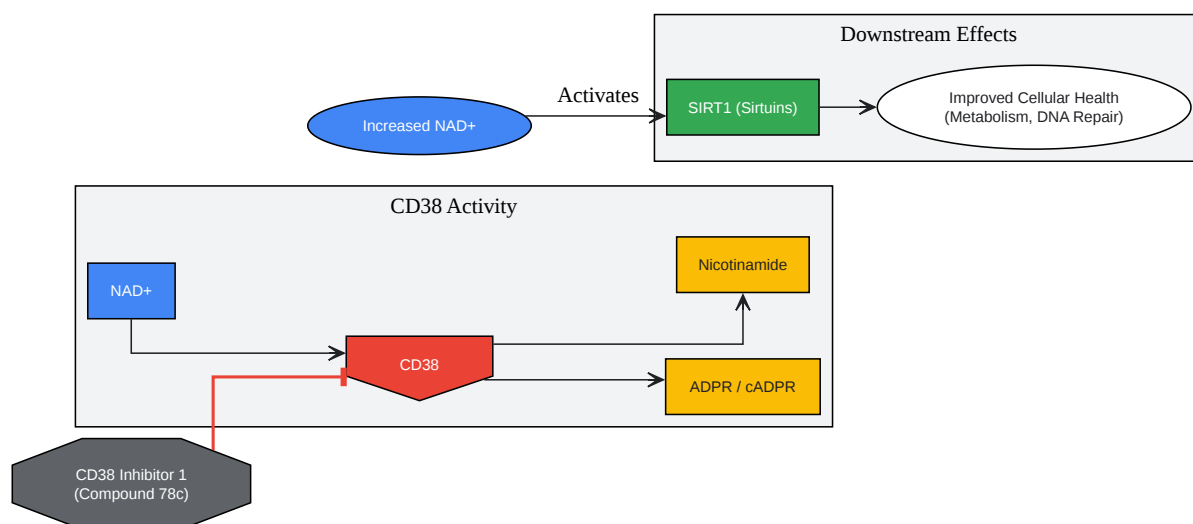 Downstream Effects
Activates
Increased NAD+
SIRT1 (Sirtuins)
Improved Cellular Health
(Metabolism, DNA Repair)
CD38 Activity
NAD+
Nicotinamide
CD38
ADPR / cADPR
CD38 Inhibitor 1
(Compound 78c)